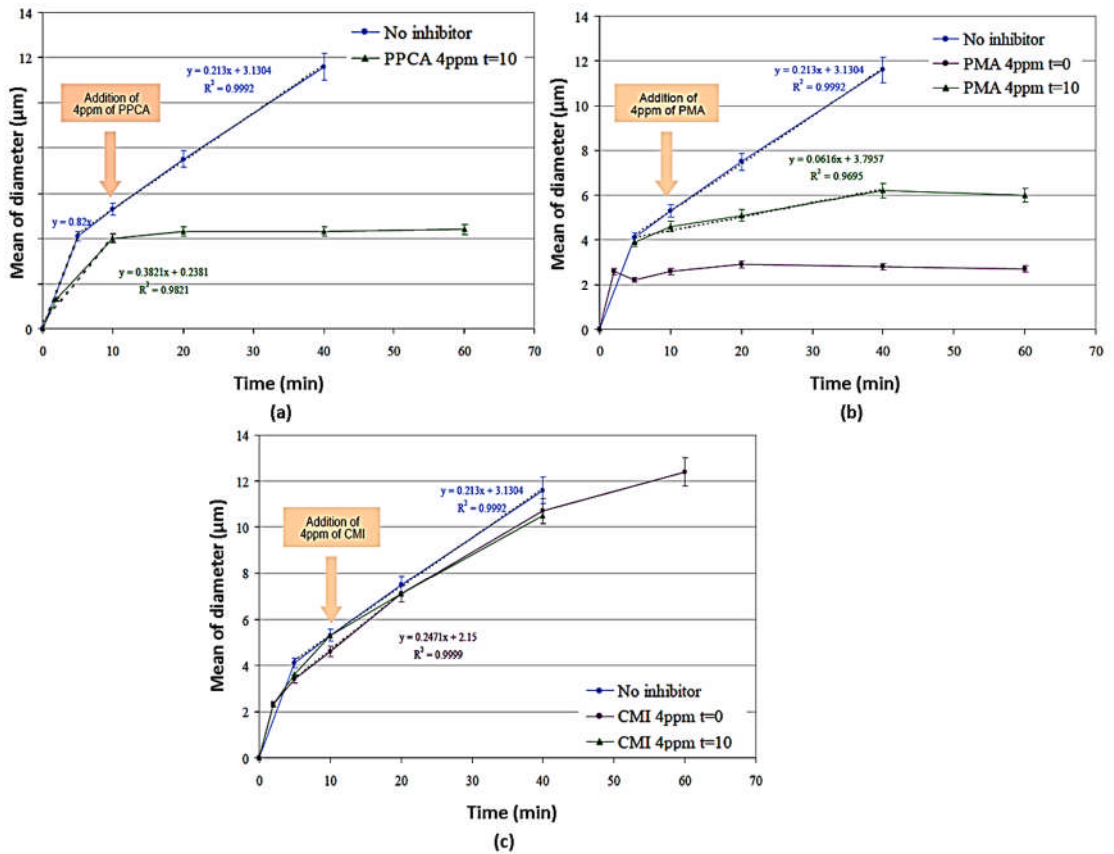 No inhibitor
PPCA 4ppm t=10
y = 0.213x + 3.1304
R² = 0.9992
Addition of
4ppm of PPCA
y = 0.82x
y = 0.3821x + 0.2381
R² = 0.9821
Mean of diameter (μm)
12
8
4
0
0 10 20 30 40 50 60 70
Time (min)
(a)
No inhibitor
PMA 4ppm t=0
PMA 4ppm t=10
y = 0.213x + 3.1304
R² = 0.9992
Addition of
4ppm of PMA
y = 0.0616x + 3.7957
R² = 0.9695
Mean of diameter (μm)
14
12
10
8
6
4
2
0
0 10 20 30 40 50 60 70
Time (min)
(b)
y = 0.213x + 3.1304
R² = 0.9992
Addition of
4ppm of CMI
y = 0.2471x + 2.15
R² = 0.9999
No inhibitor
CMI 4ppm t=0
CMI 4ppm t=10
Mean of diameter (μm)
14
12
10
8
6
4
2
0
0 10 20 30 40 50 60 70
Time (min)
(c)